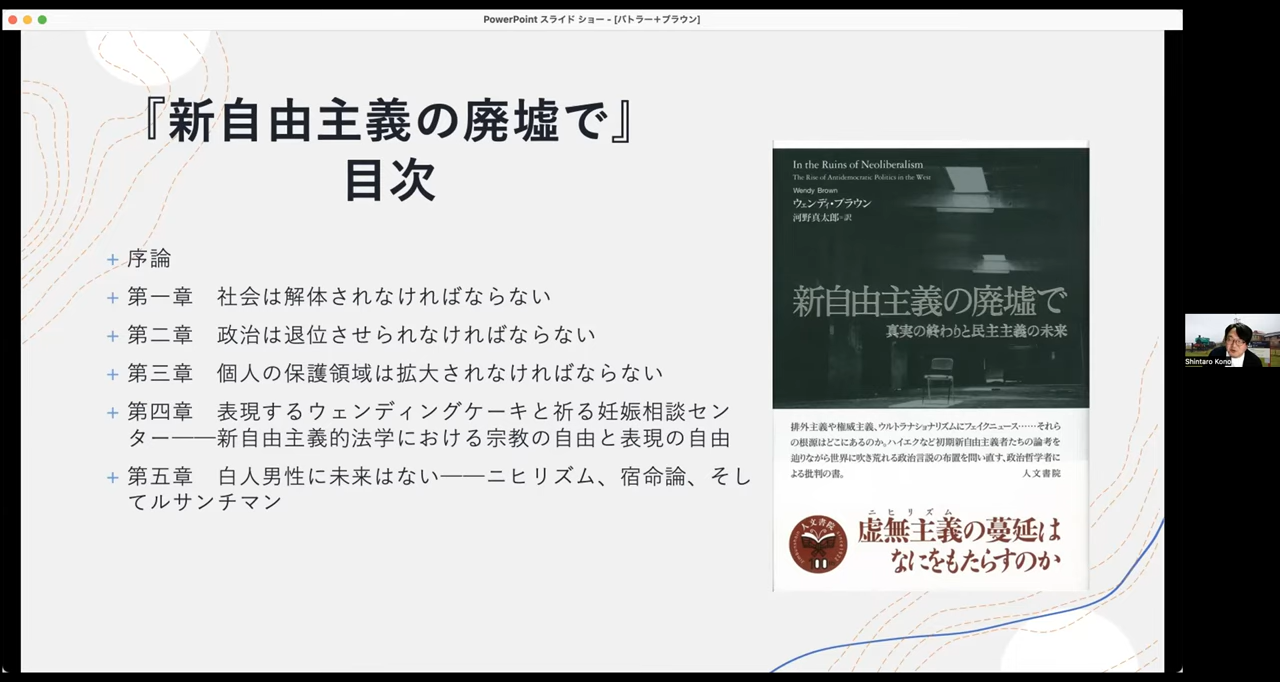 PowerPoint スライド ショー - [バトラー＋ブラウン]
『新自由主義の廃墟で』
目次
+ 序論
+ 第一章　社会は解体されなければならない
+ 第二章　政治は退位させられなければならない
+ 第三章　個人の保護領域は拡大されなければならない
+ 第四章　表現するウェンディングケーキと祈る妊娠相談セン
ター――新自由主義的法学における宗教の自由と表現の自由
+ 第五章　白人男性に未来はない――ニヒリズム、宿命論、そし
てルサンチマン
In the Ruins of Neoliberalism
The Rise of Antidemocratic Politics in the West
Wendy Brown
ウェンディ・ブラウン
河野真太郎・訳
新自由主義の廃墟で
真実の終わりと民主主義の未来
排外主義や権威主義、ウルトラナショナリズムにフェイクニュース……それら
の根源はどこにあるのか。ハイエクなど初期新自由主義者たちの論考を
辿りながら世界に吹き荒れる政治言説の布置を問い直す、政治哲学者に
よる批判の書。
人文書院
人文書院
ニヒリズム
虚無主義の蔓延は
なにをもたらすのか
Shintaro Kono